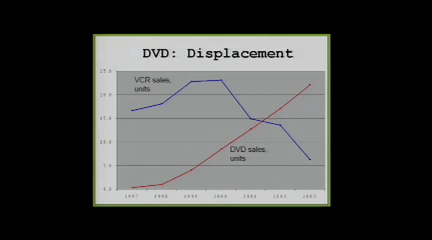 DVD: Displacement
VCR sales,
units
DVD sales,
units
25.0
20.0
15.0
10.0
5.0
0.0
1997 1998 1999 2000 2001 2002 2003